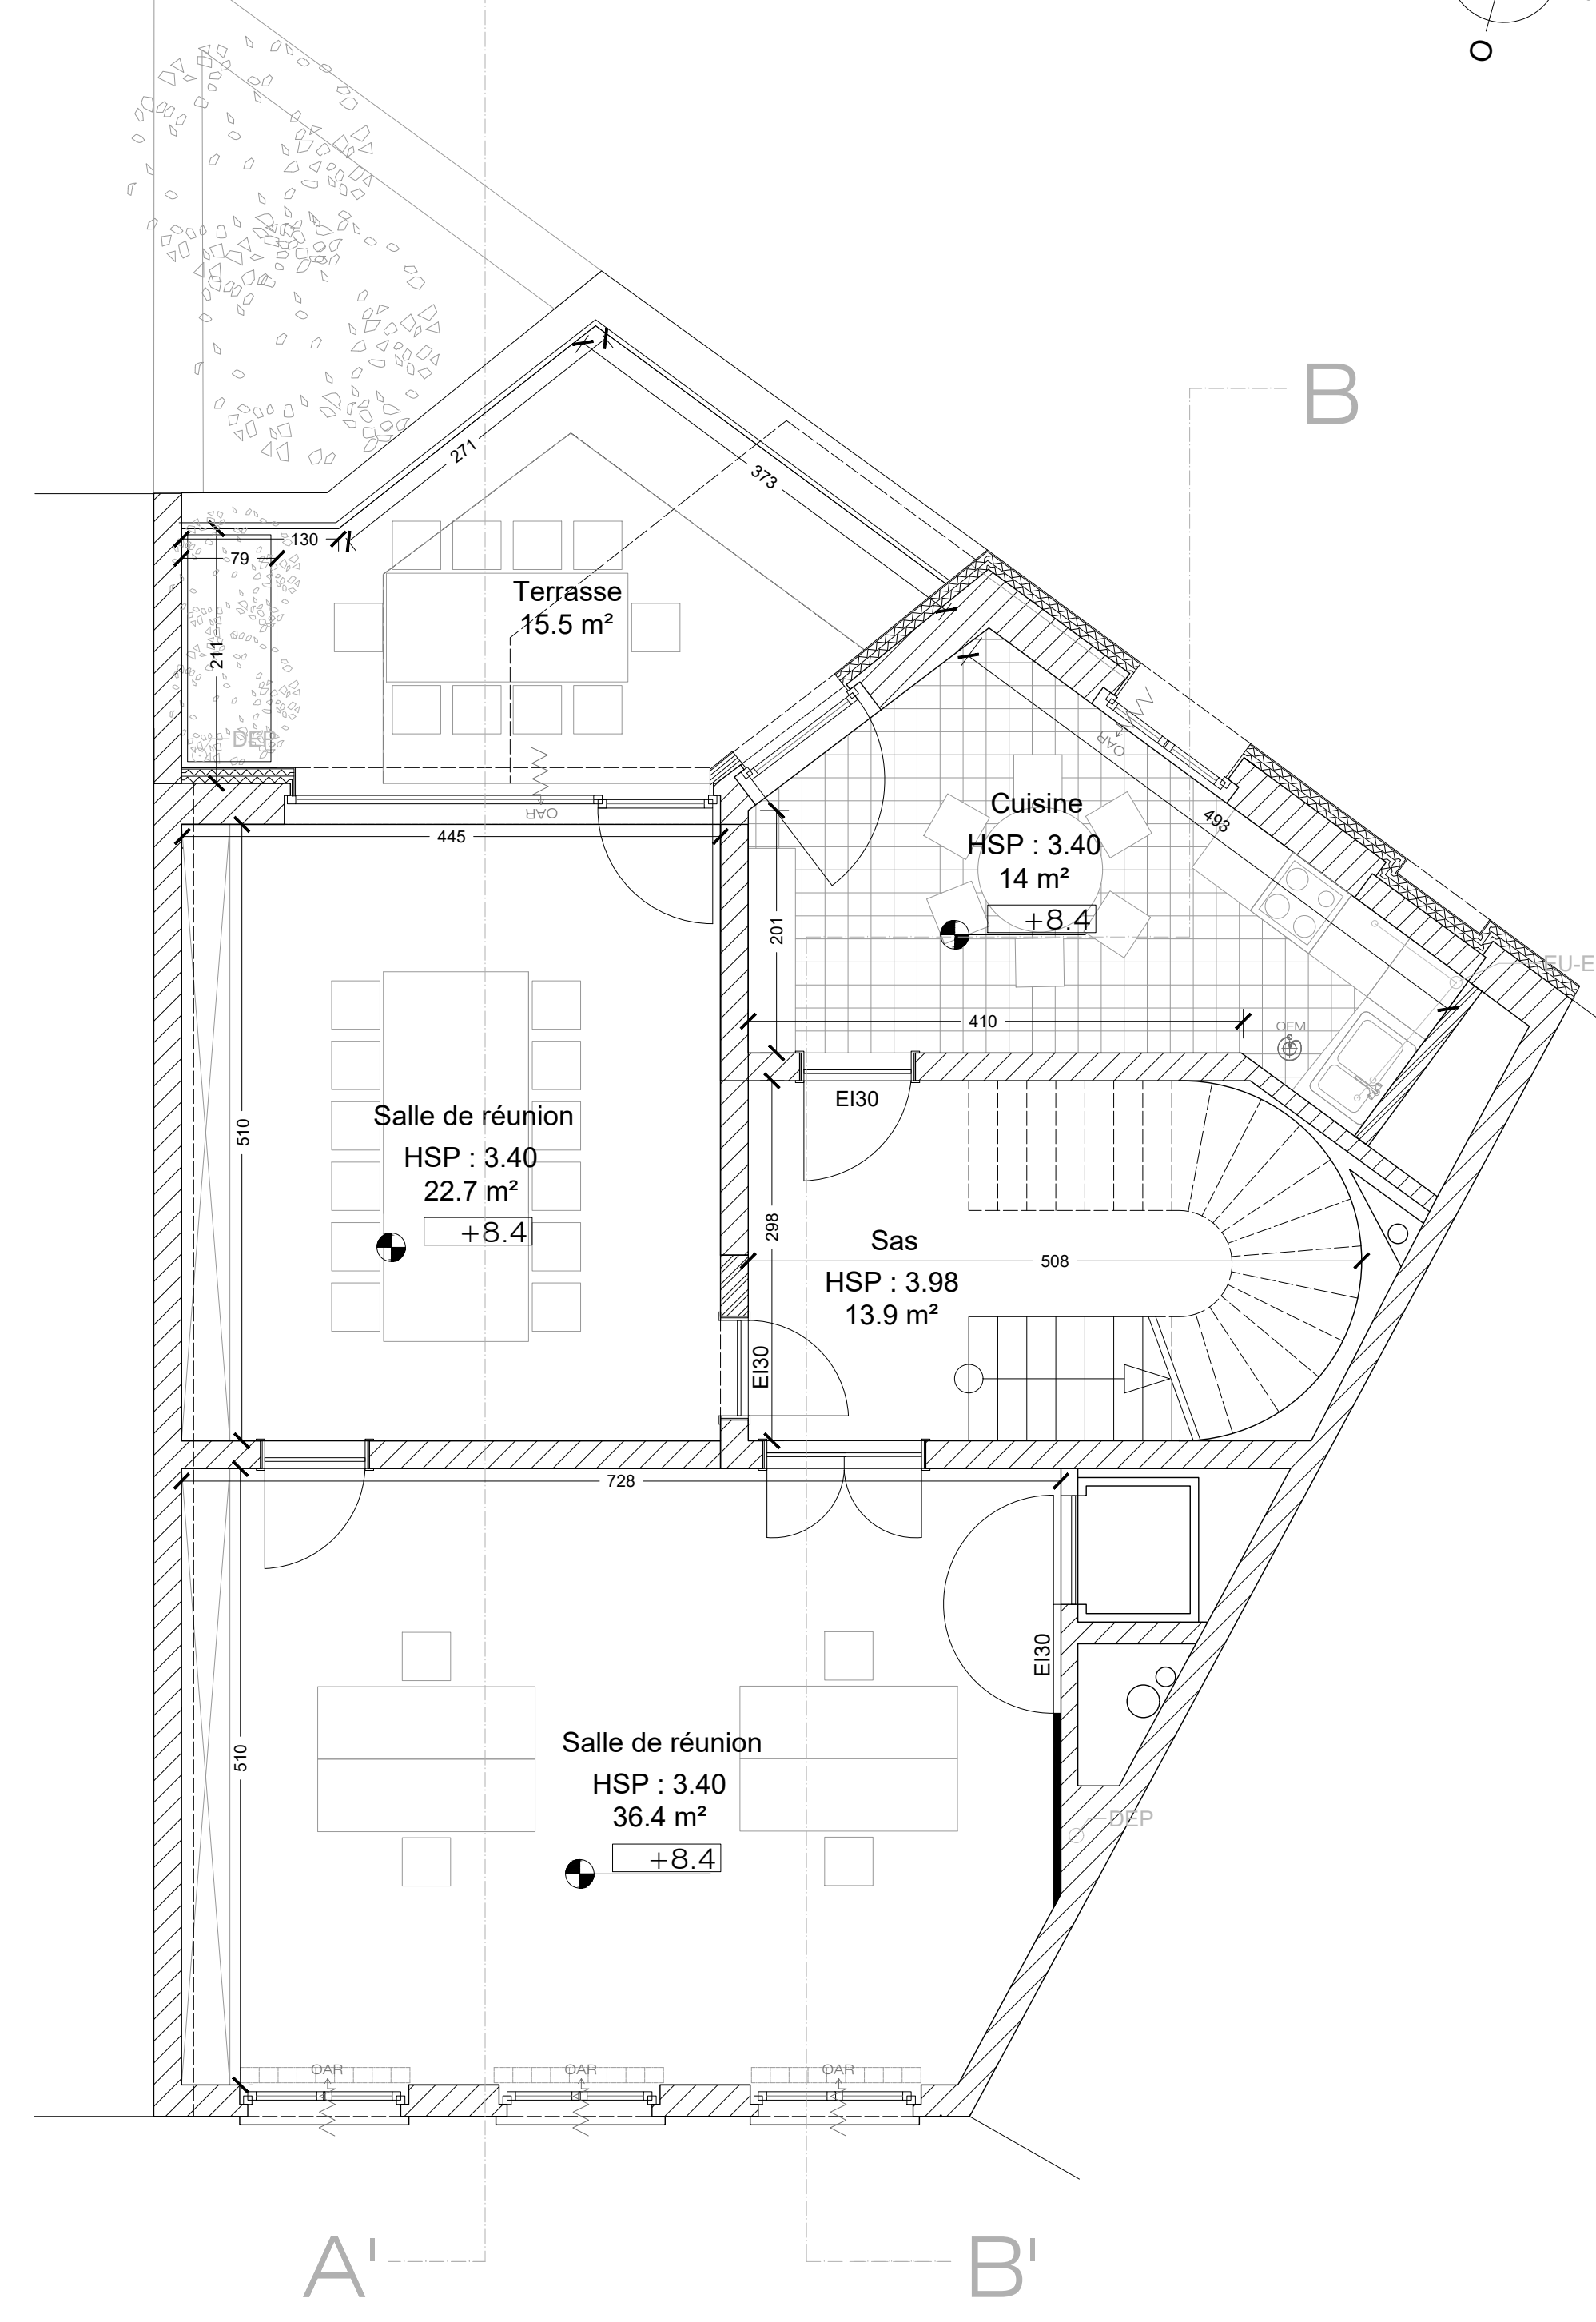 O
B
271
373
130
79
Terrasse
15.5 m²
211
DEP
OAR
OAR
445
Cuisine
HSP : 3.40
14 m²
+8.4
493
201
EU-E
410
OEM
EI30
510
Salle de réunion
HSP : 3.40
22.7 m²
+8.4
298
Sas
HSP : 3.98
13.9 m²
508
EI30
728
EI30
510
Salle de réunion
HSP : 3.40
36.4 m²
+8.4
DEP
OAR
OAR
OAR
A'
B'